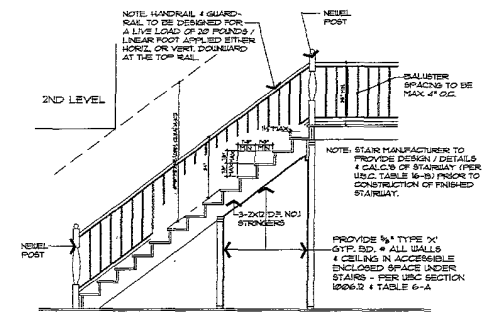 NOTE: HANDRAIL & GUARD-
RAIL TO BE DESIGNED FOR
A LIVE LOAD OF 20 POUNDS /
LINEAR FOOT APPLIED EITHER
HORIZ. OR VERT. DOWNWARD
AT THE TOP RAIL.
NEWEL
POST
2ND LEVEL
BALUSTER
SPACING TO BE
MAX. 4" O.C.
MAX.
NOTE: STAIR MANUFACTURER TO
PROVIDE DESIGN / DETAILS
& CALC'S OF STAIRWAY (PER
U.B.C. TABLE 16-B) PRIOR TO
CONSTRUCTION OF FINISHED
STAIRWAY.
3-2X12 D.F. NO.1
STRINGERS
NEWEL
POST
PROVIDE 5/8" TYPE 'X'
GYP. BD. @ ALL WALLS
& CEILING IN ACCESSIBLE
ENCLOSED SPACE UNDER
STAIRS - PER UBC SECTION
1006.12 & TABLE 6-A